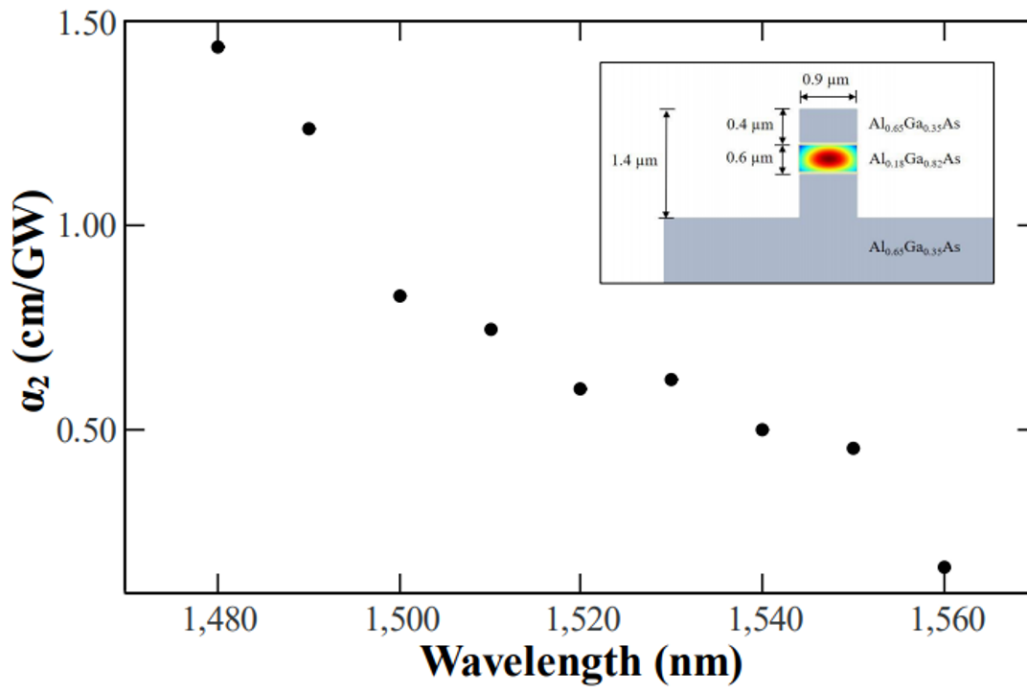 1.50
1.00
0.50
α₂ (cm/GW)
1,480
1,500
1,520
1,540
1,560
Wavelength (nm)
0.9 μm
0.4 μm
Al₀.₆₅Ga₀.₃₅As
1.4 μm
0.6 μm
Al₀.₁₈Ga₀.₈₂As
Al₀.₆₅Ga₀.₃₅As